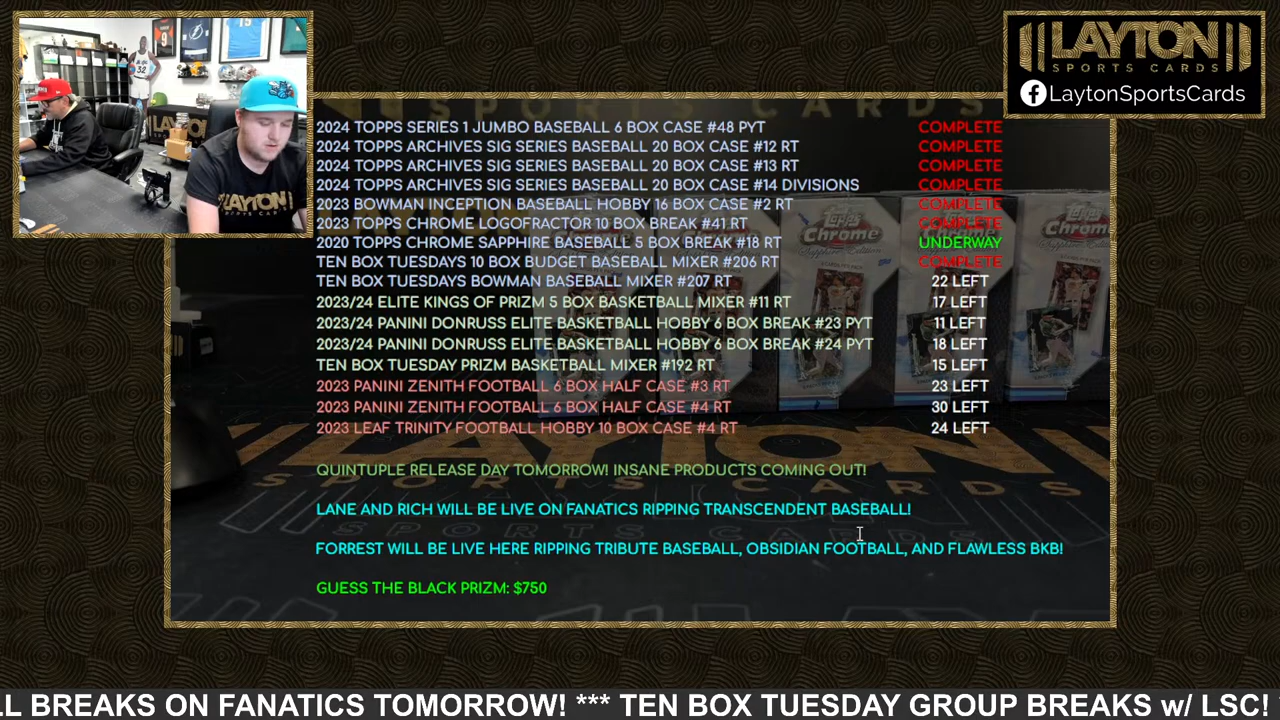 LAYTON
SPORTS CARDS
LaytonSportsCards
2024 TOPPS SERIES 1 JUMBO BASEBALL 6 BOX CASE #48 PYT COMPLETE
2024 TOPPS ARCHIVES SIG SERIES BASEBALL 20 BOX CASE #12 RT COMPLETE
2024 TOPPS ARCHIVES SIG SERIES BASEBALL 20 BOX CASE #13 RT COMPLETE
2024 TOPPS ARCHIVES SIG SERIES BASEBALL 20 BOX CASE #14 DIVISIONS COMPLETE
2023 BOWMAN INCEPTION BASEBALL HOBBY 16 BOX CASE #2 RT COMPLETE
2023 TOPPS CHROME LOGOFRACTOR 10 BOX BREAK #41 RT COMPLETE
2020 TOPPS CHROME SAPPHIRE BASEBALL 5 BOX BREAK #18 RT UNDERWAY
TEN BOX TUESDAYS 10 BOX BUDGET BASEBALL MIXER #206 RT COMPLETE
TEN BOX TUESDAYS BOWMAN BASEBALL MIXER #207 RT 22 LEFT
2023/24 ELITE KINGS OF PRIZM 5 BOX BASKETBALL MIXER #11 RT 17 LEFT
2023/24 PANINI DONRUSS ELITE BASKETBALL HOBBY 6 BOX BREAK #23 PYT 11 LEFT
2023/24 PANINI DONRUSS ELITE BASKETBALL HOBBY 6 BOX BREAK #24 PYT 18 LEFT
TEN BOX TUESDAY PRIZM BASKETBALL MIXER #192 RT 15 LEFT
2023 PANINI ZENITH FOOTBALL 6 BOX HALF CASE #3 RT 23 LEFT
2023 PANINI ZENITH FOOTBALL 6 BOX HALF CASE #4 RT 30 LEFT
2023 LEAF TRINITY FOOTBALL HOBBY 10 BOX CASE #4 RT 24 LEFT
QUINTUPLE RELEASE DAY TOMORROW! INSANE PRODUCTS COMING OUT!
LANE AND RICH WILL BE LIVE ON FANATICS RIPPING TRANSCENDENT BASEBALL!
FORREST WILL BE LIVE HERE RIPPING TRIBUTE BASEBALL, OBSIDIAN FOOTBALL, AND FLAWLESS BKB!
GUESS THE BLACK PRIZM: $750
LL BREAKS ON FANATICS TOMORROW! *** TEN BOX TUESDAY GROUP BREAKS w/ LSC!